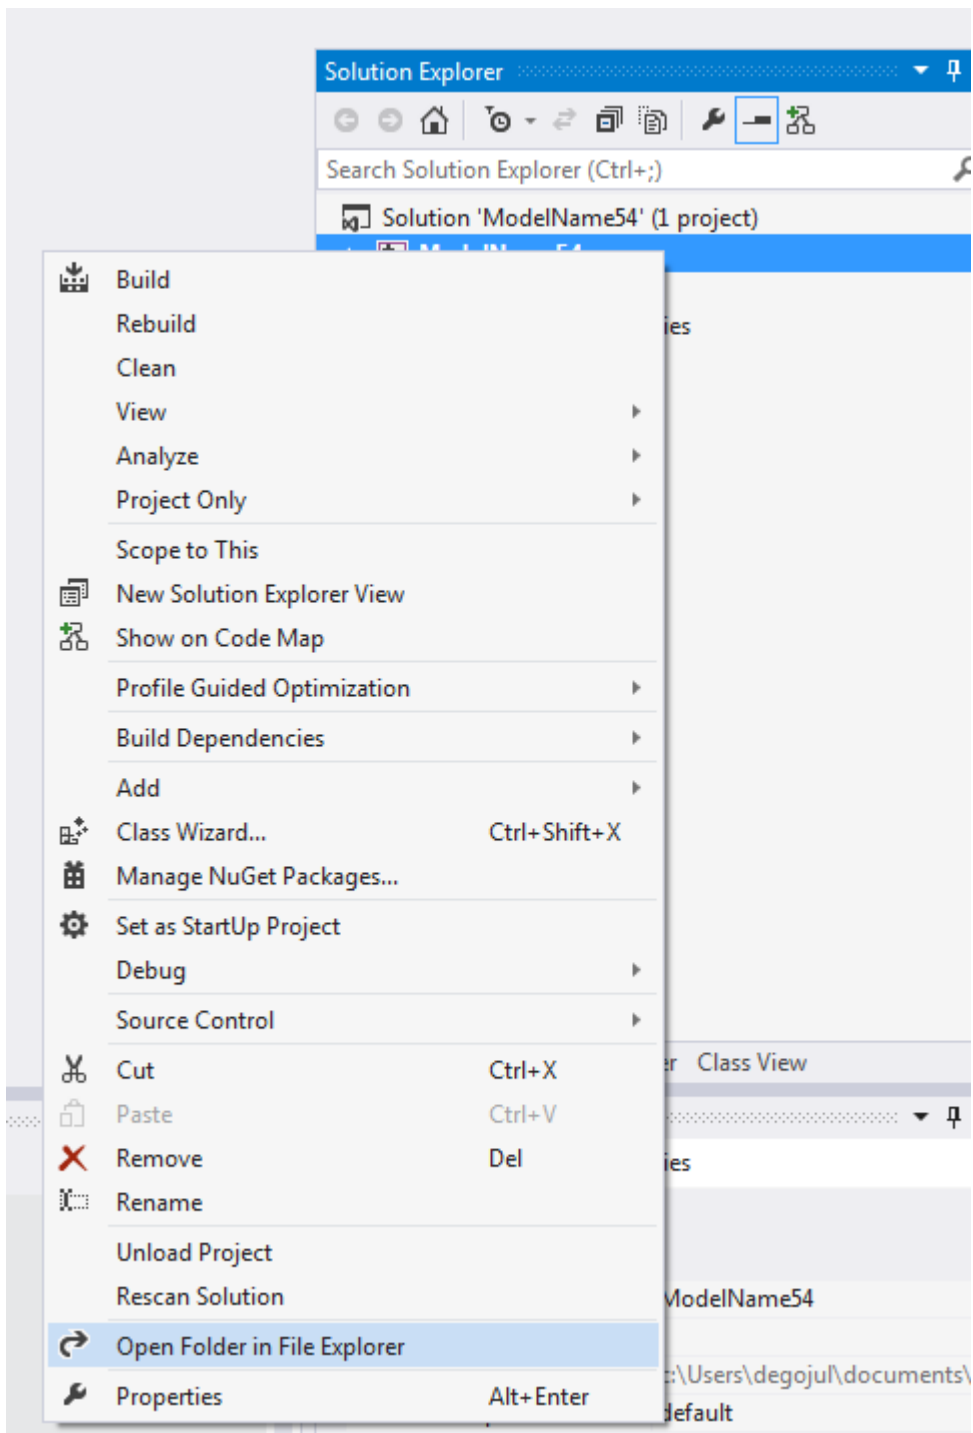 Solution Explorer
Search Solution Explorer (Ctrl+;)
Solution 'ModelName54' (1 project)
ModelName54
Build
Rebuild
ies
Clean
View
Analyze
Project Only
Scope to This
New Solution Explorer View
Show on Code Map
Profile Guided Optimization
Build Dependencies
Add
Class Wizard... Ctrl+Shift+X
Manage NuGet Packages...
Set as StartUp Project
Debug
Source Control
Cut Ctrl+X
er Class View
Paste Ctrl+V
Remove Del
ies
Rename
Unload Project
Rescan Solution
ModelName54
Open Folder in File Explorer
c:\Users\degojul\documents\
Properties Alt+Enter
default